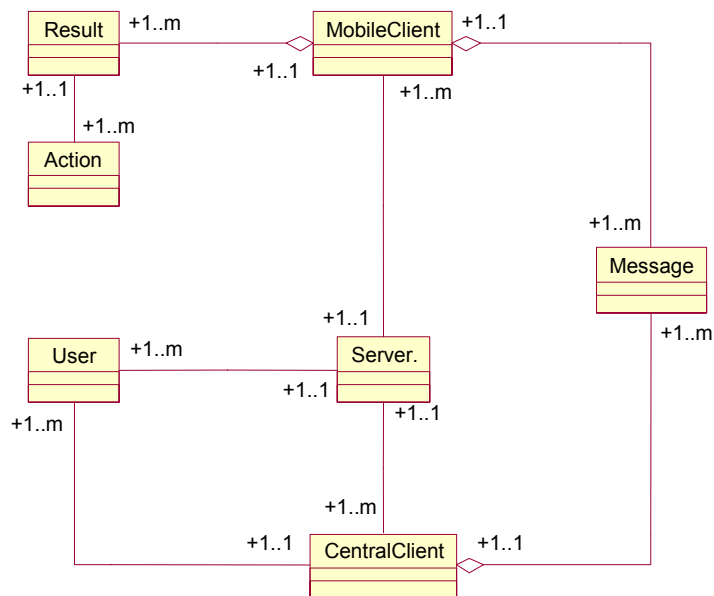 Result
+1..m
MobileClient
+1..1
+1..1
+1..1
+1..m
+1..m
Action
+1..m
Message
+1..1
+1..m
User
+1..m
Server.
+1..1
+1..1
+1..m
+1..m
+1..1
CentralClient
+1..1